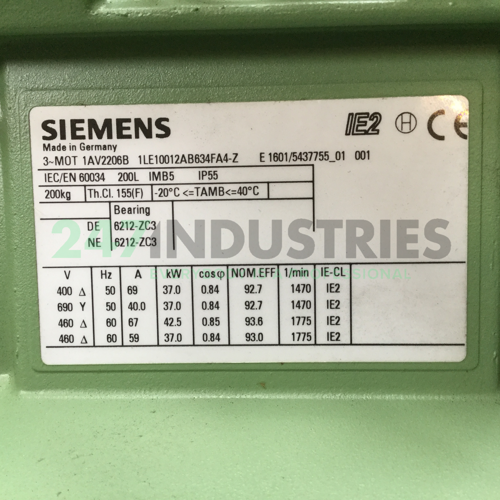 SIEMENS IE2 H CE
Made in Germany
3~MOT 1AV2206B 1LE10012AB634FA4-Z E 1601/5437755_01 001
IEC/EN 60034 200L IMB5 IP55
200kg Th.Cl. 155(F) -20°C <=TAMB<=40°C
Bearing
DE 6212-ZC3
NE 6212-ZC3
247 INDUSTRIES
V Hz A kW cosφ NOM.EFF 1/min IE-CL
400 Δ 50 69 37.0 0.84 92.7 1470 IE2
690 Y 50 40.0 37.0 0.84 92.7 1470 IE2
460 Δ 60 67 42.5 0.85 93.6 1775 IE2
460 Δ 60 59 37.0 0.84 93.0 1775 IE2